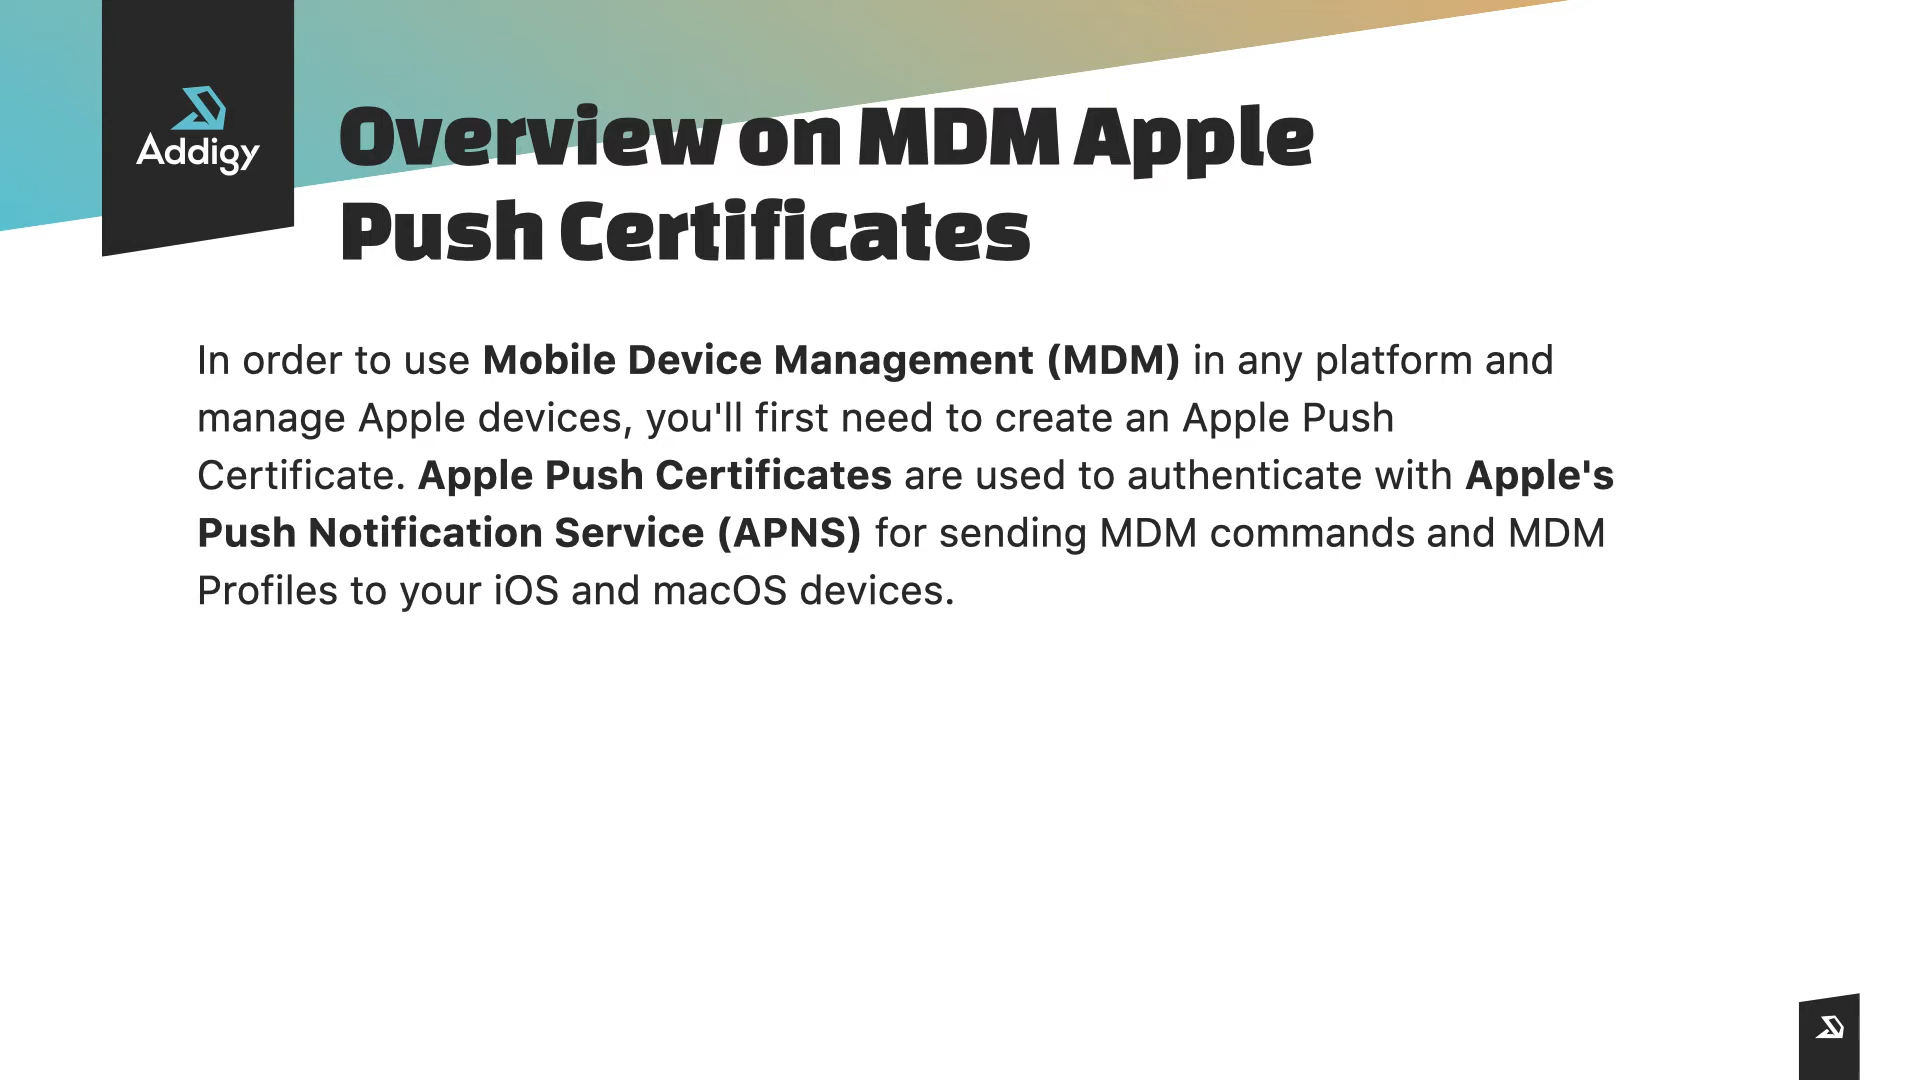 Addigy
Overview on MDM Apple
Push Certificates
In order to use Mobile Device Management (MDM) in any platform and
manage Apple devices, you'll first need to create an Apple Push
Certificate. Apple Push Certificates are used to authenticate with Apple's
Push Notification Service (APNS) for sending MDM commands and MDM
Profiles to your iOS and macOS devices.